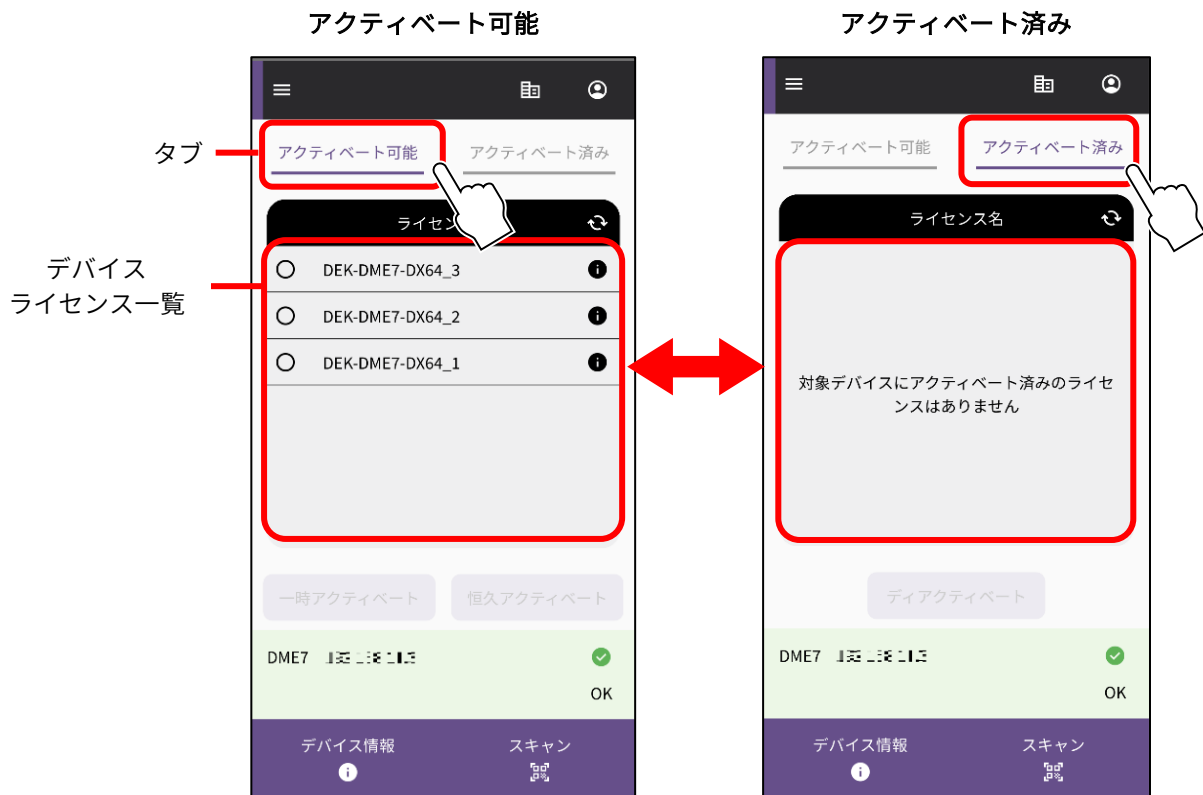 アクティベート可能
アクティベート済み
タブ
アクティベート可能
アクティベート済み
デバイス
ライセンス一覧
DEK-DME7-DX64_3
DEK-DME7-DX64_2
DEK-DME7-DX64_1
一時アクティベート
恒久アクティベート
DME7
OK
デバイス情報
スキャン
アクティベート可能
アクティベート済み
ライセンス名
対象デバイスにアクティベート済みのライセ
ンスはありません
ディアクティベート
DME7
OK
デバイス情報
スキャン